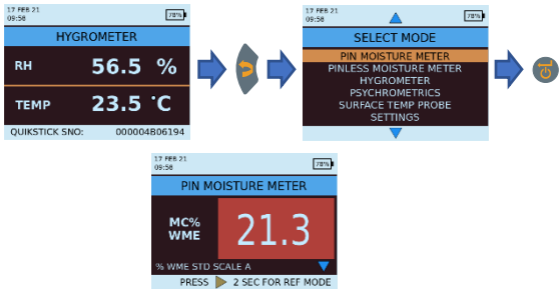 17 FEB 21
09:58
78%
HYGROMETER
RH 56.5 %
TEMP 23.5 °C
QUIKSTICK SNO: 000004806194
17 FEB 21
09:58
78%
SELECT MODE
PIN MOISTURE METER
PINLESS MOISTURE METER
HYGROMETER
PSYCHROMETRICS
SURFACE TEMP PROBE
SETTINGS
17 FEB 21
09:58
78%
PIN MOISTURE METER
MC%
WME
21.3
% WME STD SCALE A
PRESS 2 SEC FOR REF MODE